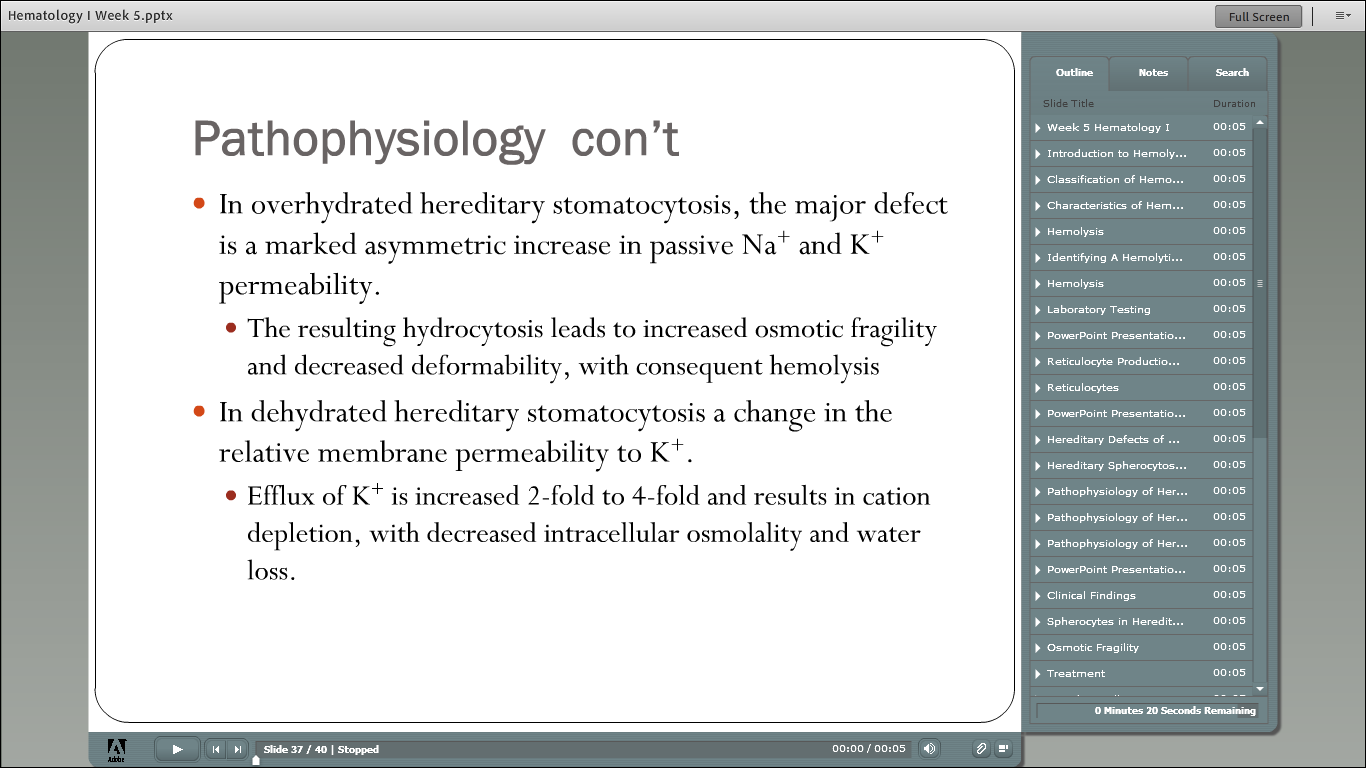 Hematology I Week 5.pptx
Full Screen
Pathophysiology con’t
• In overhydrated hereditary stomatocytosis, the major defect
is a marked asymmetric increase in passive Na⁺ and K⁺
permeability.
• The resulting hydrocytosis leads to increased osmotic fragility
and decreased deformability, with consequent hemolysis
• In dehydrated hereditary stomatocytosis a change in the
relative membrane permeability to K⁺.
• Efflux of K⁺ is increased 2-fold to 4-fold and results in cation
depletion, with decreased intracellular osmolality and water
loss.
Outline Notes Search
Slide Title Duration
Week 5 Hematology I 00:05
Introduction to Hemoly... 00:05
Classification of Hemo... 00:05
Characteristics of Hem... 00:05
Hemolysis 00:05
Identifying A Hemolyti... 00:05
Hemolysis 00:05
Laboratory Testing 00:05
PowerPoint Presentatio... 00:05
Reticulocyte Productio... 00:05
Reticulocytes 00:05
PowerPoint Presentatio... 00:05
Hereditary Defects of ... 00:05
Hereditary Spherocytos... 00:05
Pathophysiology of Her... 00:05
Pathophysiology of Her... 00:05
Pathophysiology of Her... 00:05
PowerPoint Presentatio... 00:05
Clinical Findings 00:05
Spherocytes in Heredit... 00:05
Osmotic Fragility 00:05
Treatment 00:05
0 Minutes 20 Seconds Remaining
Adobe
Slide 37 / 40 | Stopped 00:00 / 00:05